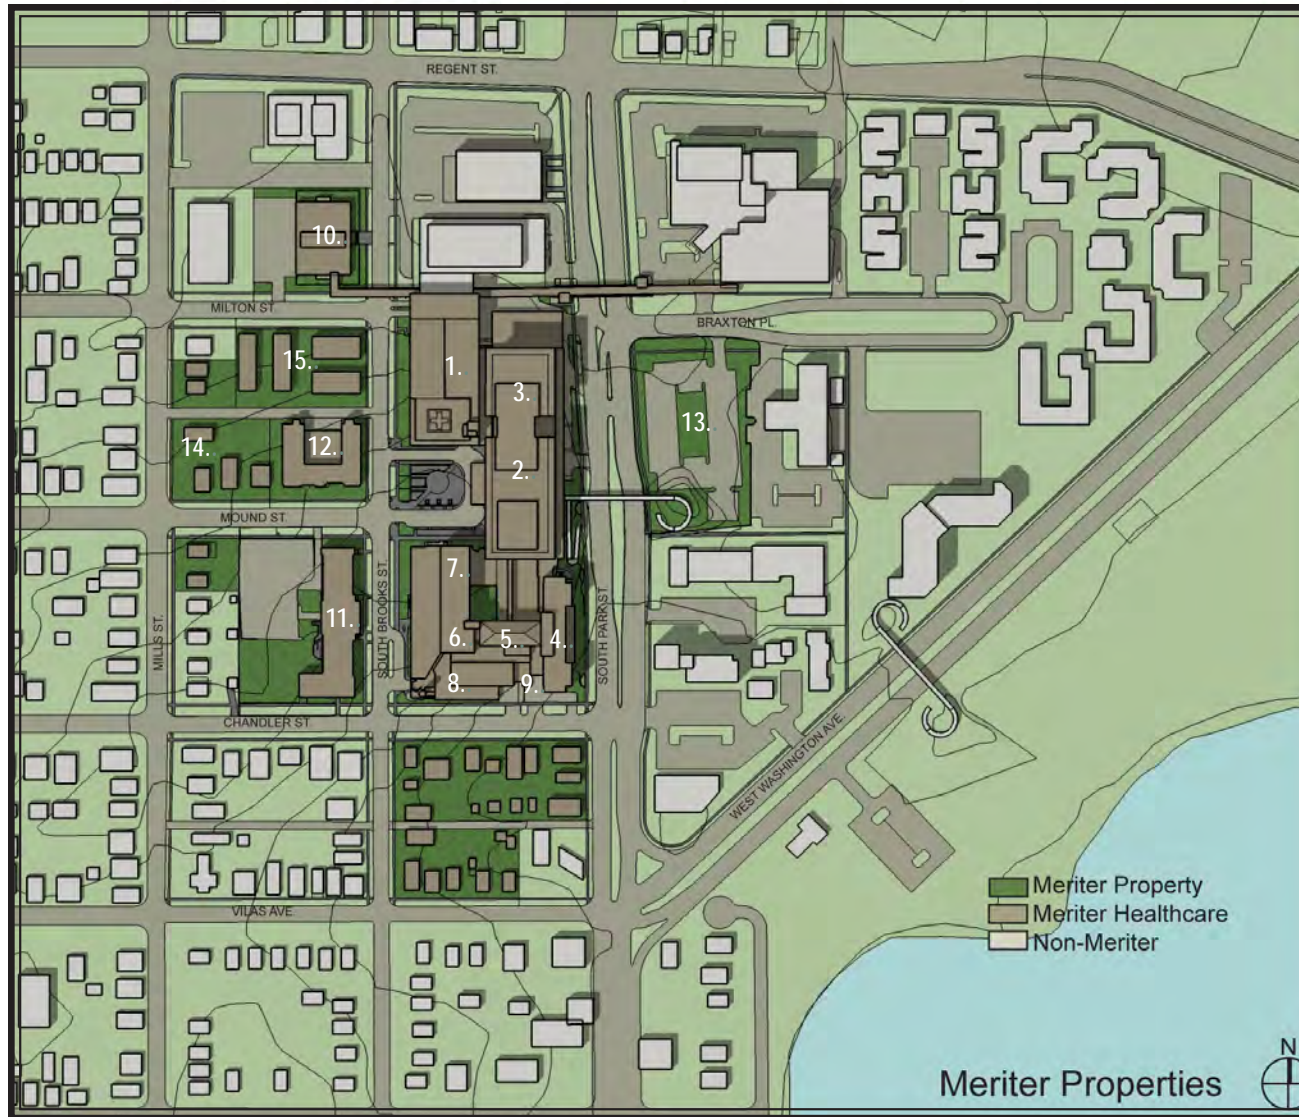 REGENT ST.
10.
MILTON ST.
BRAXTON PL.
15.
1.
3.
13.
14.
12.
2.
MOUND ST.
7.
11.
SOUTH BROOKS ST.
MILLS ST.
6.
5.
4.
SOUTH PARK ST.
8.
9.
CHANDLER ST.
WEST WASHINGTON AVE.
VILAS AVE.
Meriter Property
Meriter Healthcare
Non-Meriter
Meriter Properties
N